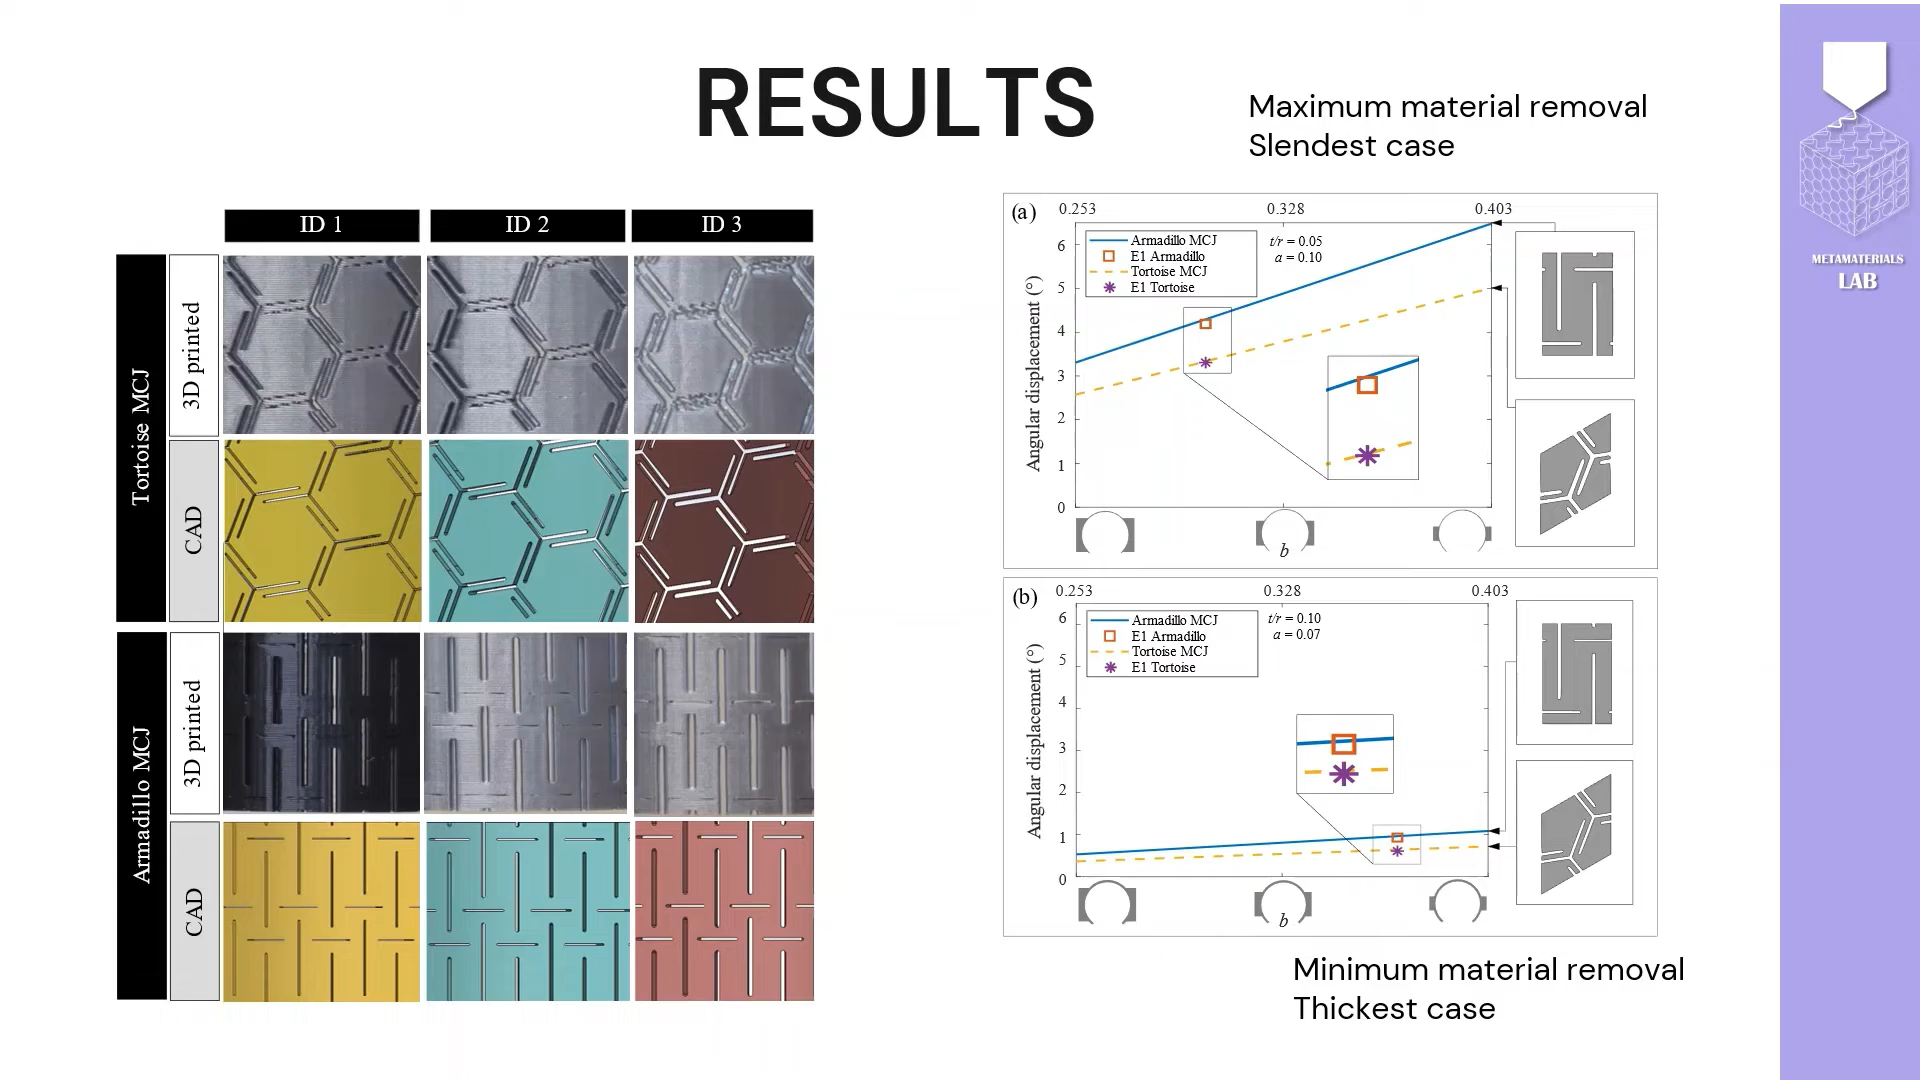 RESULTS
Maximum material removal
Slendest case
ID 1
ID 2
ID 3
Tortoise MCJ
3D printed
CAD
Armadillo MCJ
3D printed
CAD
(a)
0.253
0.328
0.403
Armadillo MCJ
E1 Armadillo
Tortoise MCJ
E1 Tortoise
t/r = 0.05
a = 0.10
Angular displacement (°)
6
5
4
3
2
1
0
b
(b)
0.253
0.328
0.403
Armadillo MCJ
E1 Armadillo
Tortoise MCJ
E1 Tortoise
t/r = 0.10
a = 0.07
Angular displacement (°)
6
5
4
3
2
1
0
b
Minimum material removal
Thickest case
METAMATERIALS
LAB